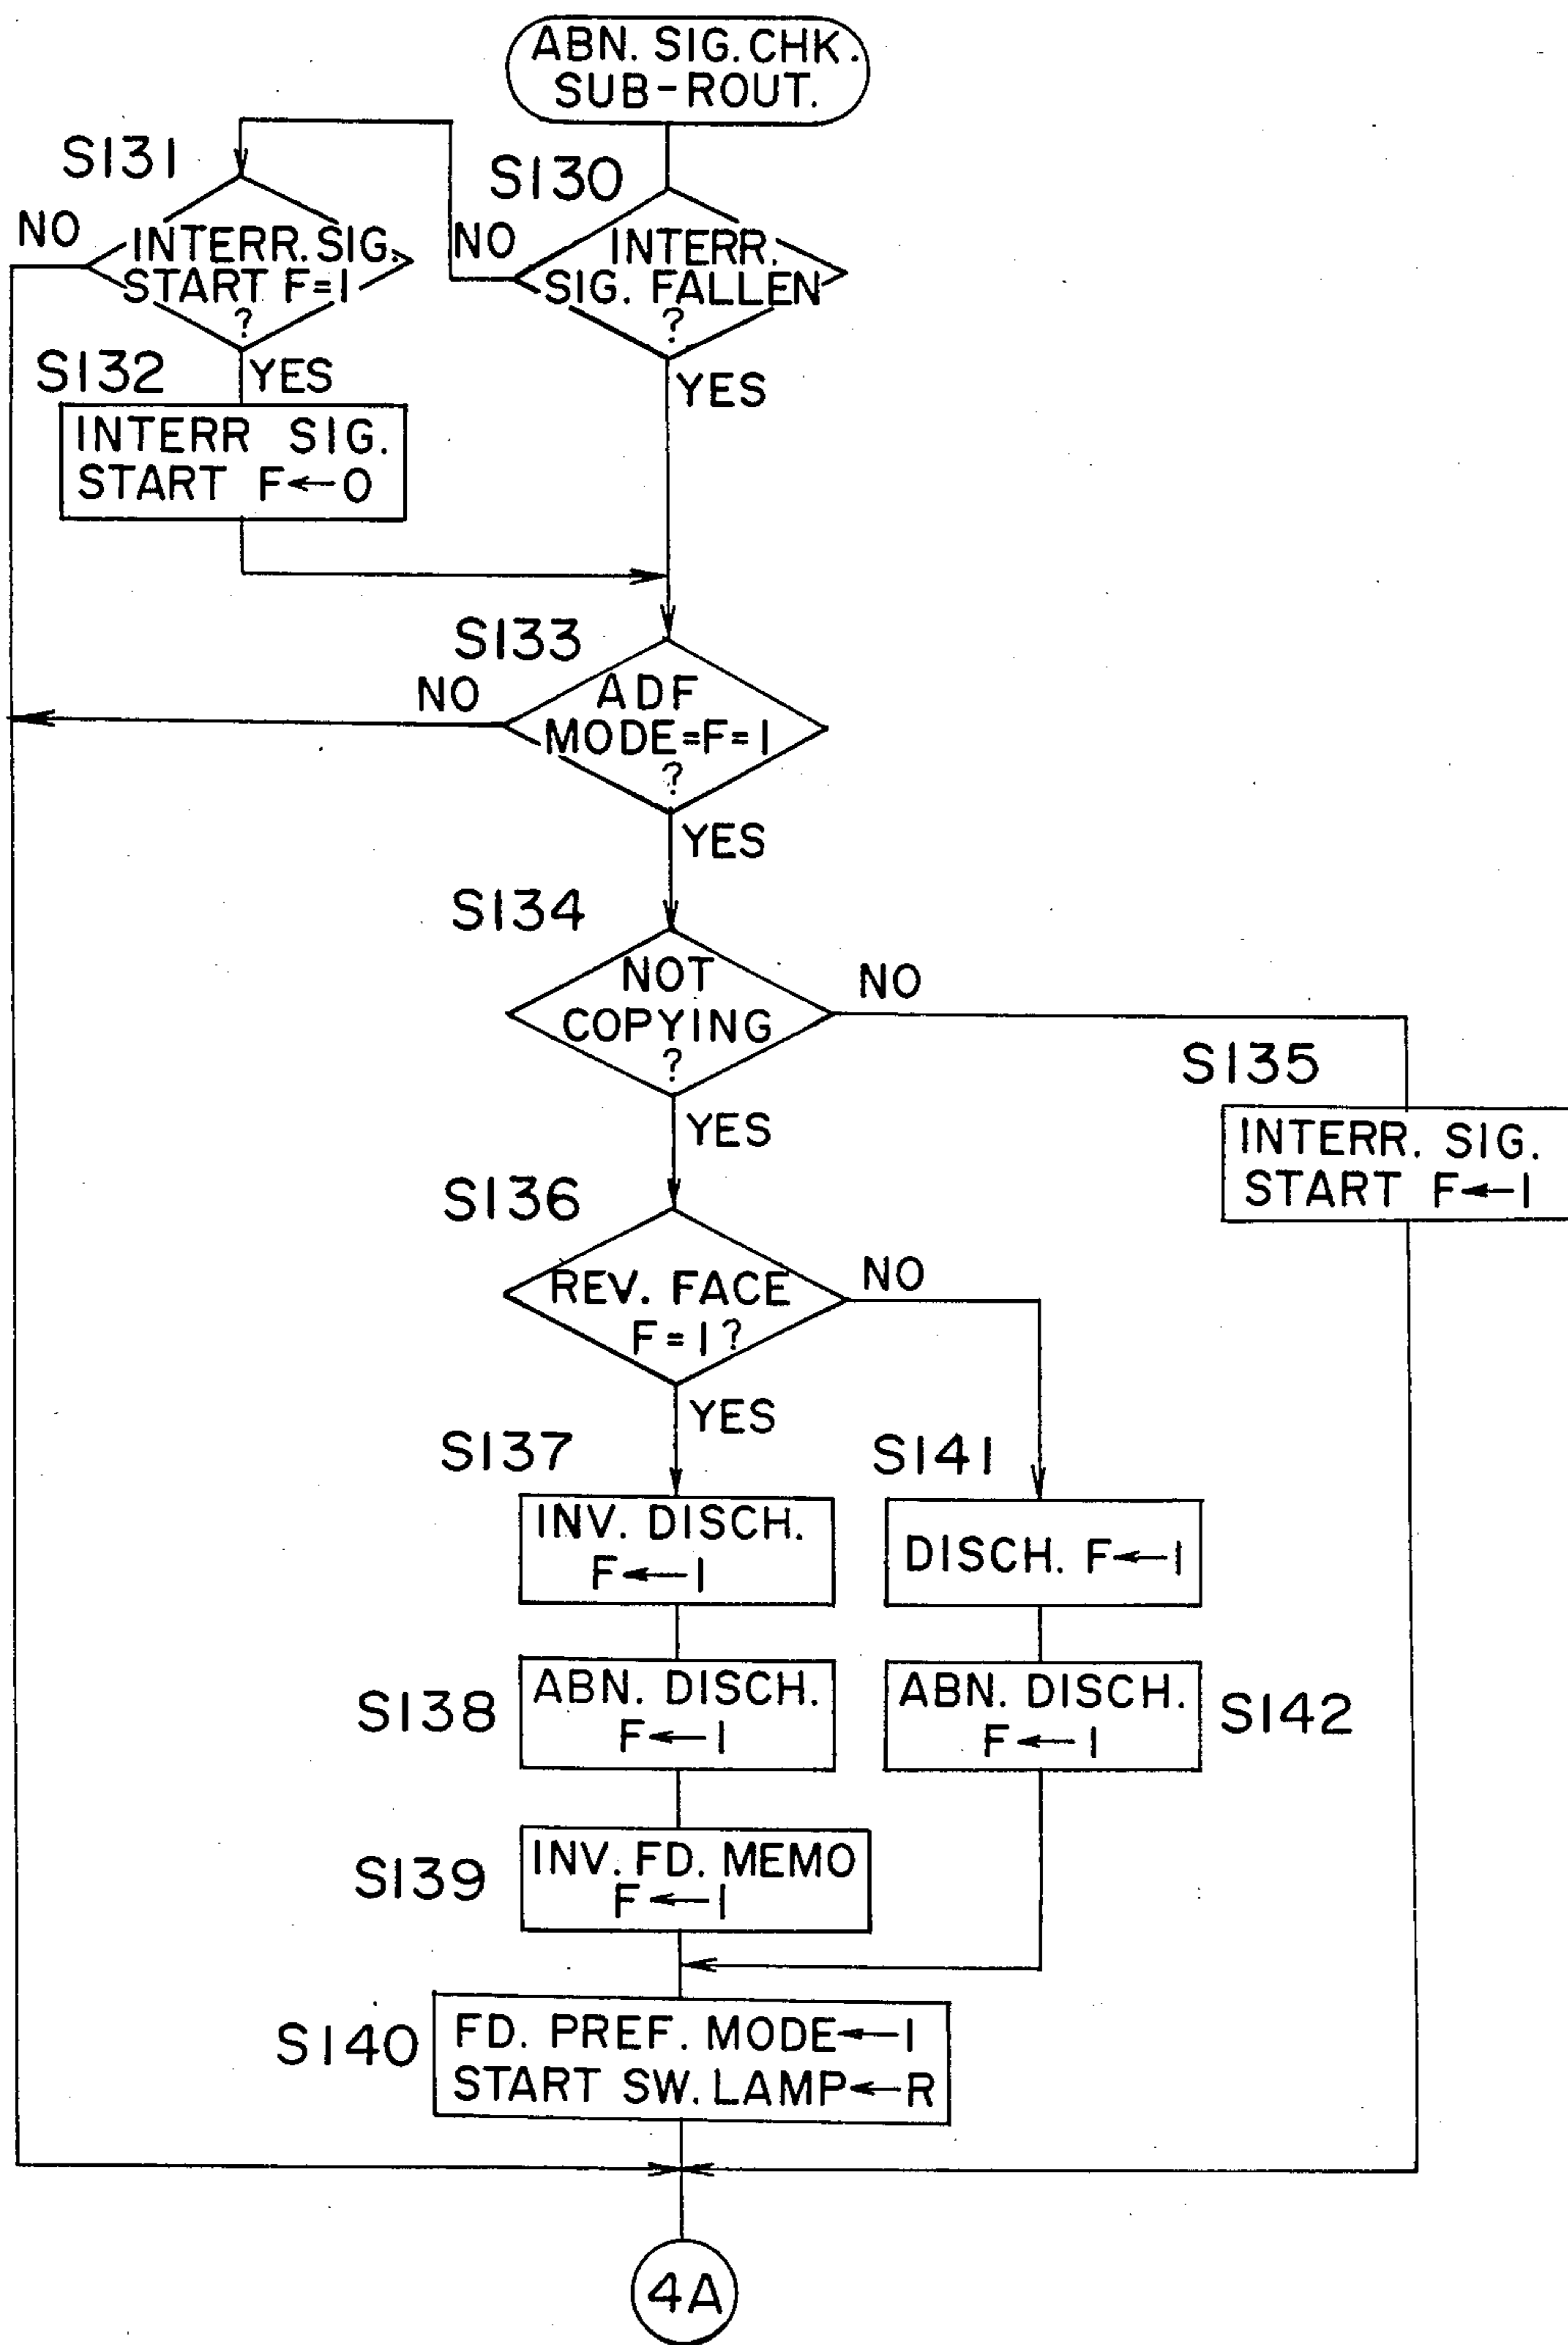 ABN. SIG. CHK.
SUB-ROUT.
S131
S130
NO
INTERR. SIG.
START F=1
?
NO
INTERR.
SIG. FALLEN
?
S132
YES
YES
INTERR SIG.
START F←0
S133
NO
ADF
MODE=F=1
?
YES
S134
NOT
COPYING
?
NO
YES
S135
INTERR. SIG.
START F←1
S136
REV. FACE
F=1?
NO
YES
S137
S141
INV. DISCH.
F←1
DISCH. F←1
S138
ABN. DISCH.
F←1
ABN. DISCH.
F←1
S142
S139
INV. FD. MEMO
F←1
S140
FD. PREF. MODE←1
START SW. LAMP←R
4A